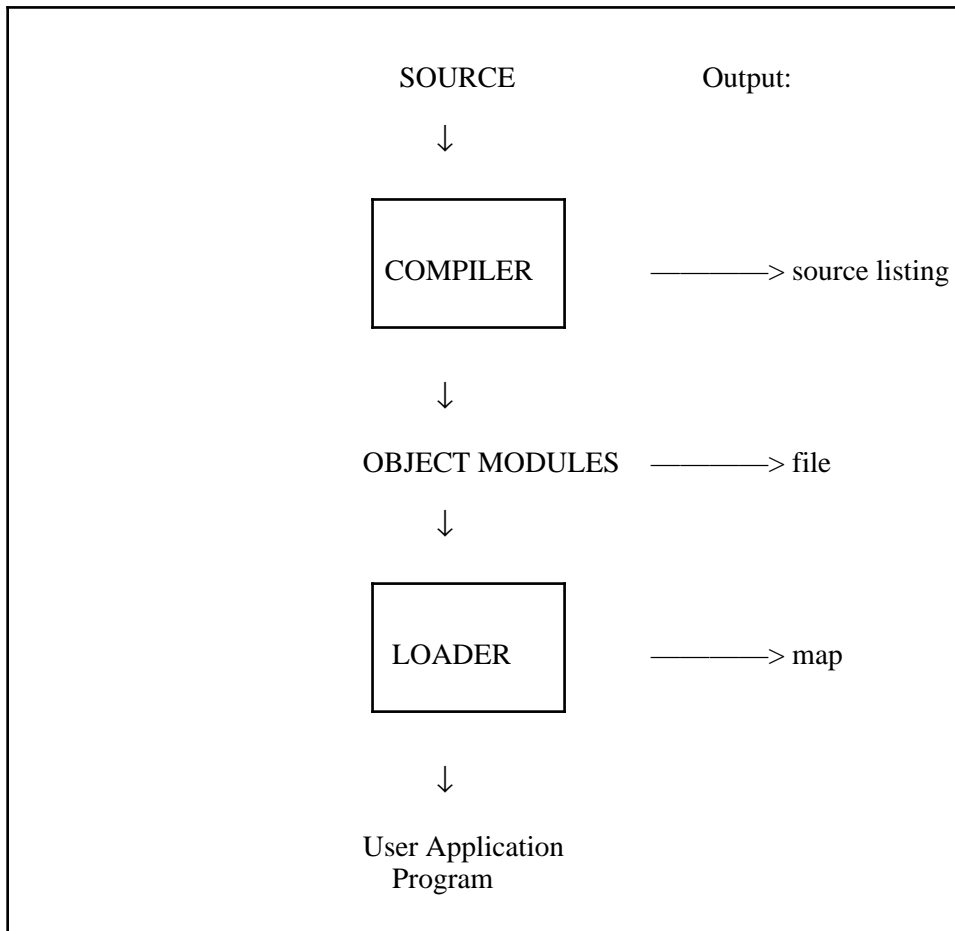 SOURCE Output:
↓
COMPILER ————> source listing
↓
OBJECT MODULES ————> file
↓
LOADER ————> map
↓
User Application
Program